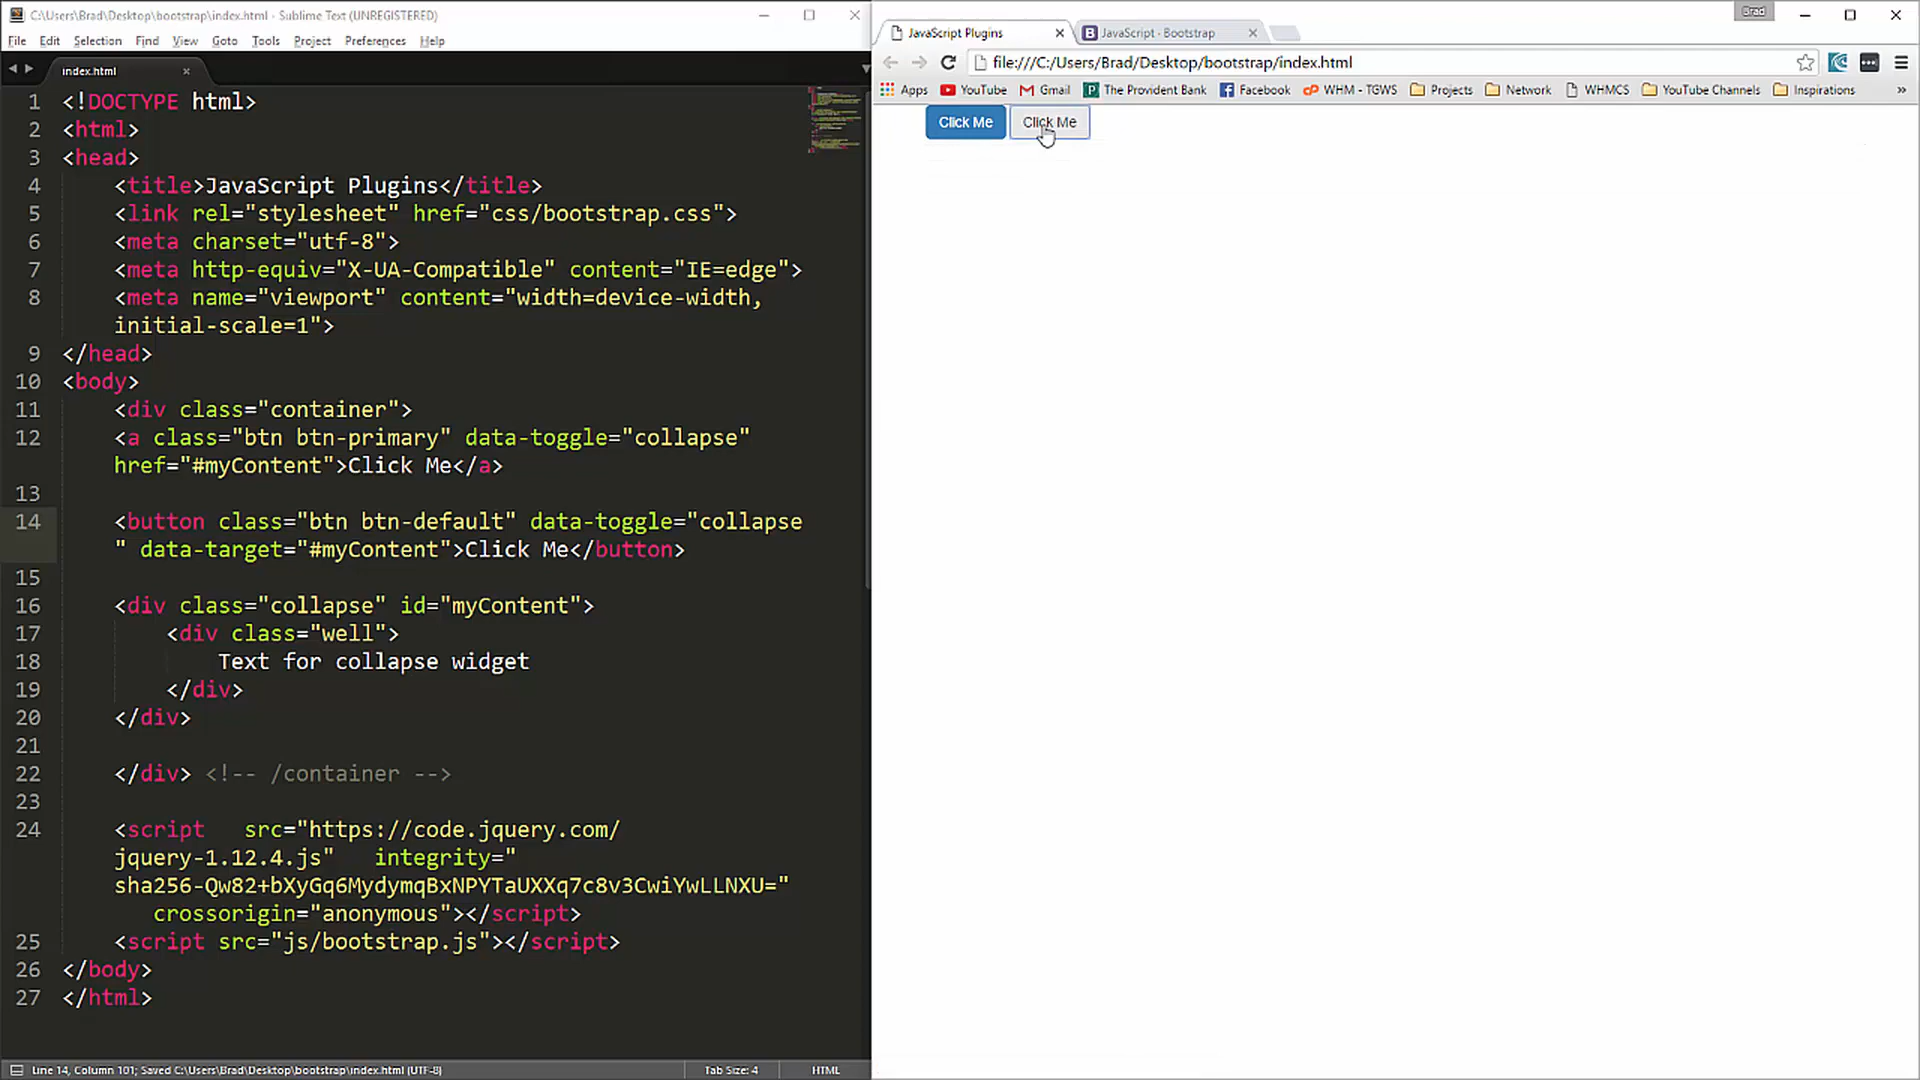 C:\Users\Brad\Desktop\bootstrap\index.html - Sublime Text (UNREGISTERED)
File Edit Selection Find View Goto Tools Project Preferences Help
index.html
1 <!DOCTYPE html>
2 <html>
3 <head>
4 <title>JavaScript Plugins</title>
5 <link rel="stylesheet" href="css/bootstrap.css">
6 <meta charset="utf-8">
7 <meta http-equiv="X-UA-Compatible" content="IE=edge">
8 <meta name="viewport" content="width=device-width,
initial-scale=1">
9 </head>
10 <body>
11 <div class="container">
12 <a class="btn btn-primary" data-toggle="collapse"
href="#myContent">Click Me</a>
13
14 <button class="btn btn-default" data-toggle="collapse
" data-target="#myContent">Click Me</button>
15
16 <div class="collapse" id="myContent">
17 <div class="well">
18 Text for collapse widget
19 </div>
20 </div>
21
22 </div> <!-- /container -->
23
24 <script src="https://code.jquery.com/
jquery-1.12.4.js" integrity="
sha256-Qw82+bXyGq6MydymqBxNPYTaUXXq7c8v3CwiYwLLNXU="
crossorigin="anonymous"></script>
25 <script src="js/bootstrap.js"></script>
26 </body>
27 </html>
Line 14, Column 101; Saved C:\Users\Brad\Desktop\bootstrap\index.html (UTF-8) Tab Size: 4 HTML
Brad
JavaScript Plugins JavaScript · Bootstrap
file:///C:/Users/Brad/Desktop/bootstrap/index.html
Apps YouTube Gmail The Provident Bank Facebook WHM - TGWS Projects Network WHMCS YouTube Channels Inspirations »
Click Me Click Me